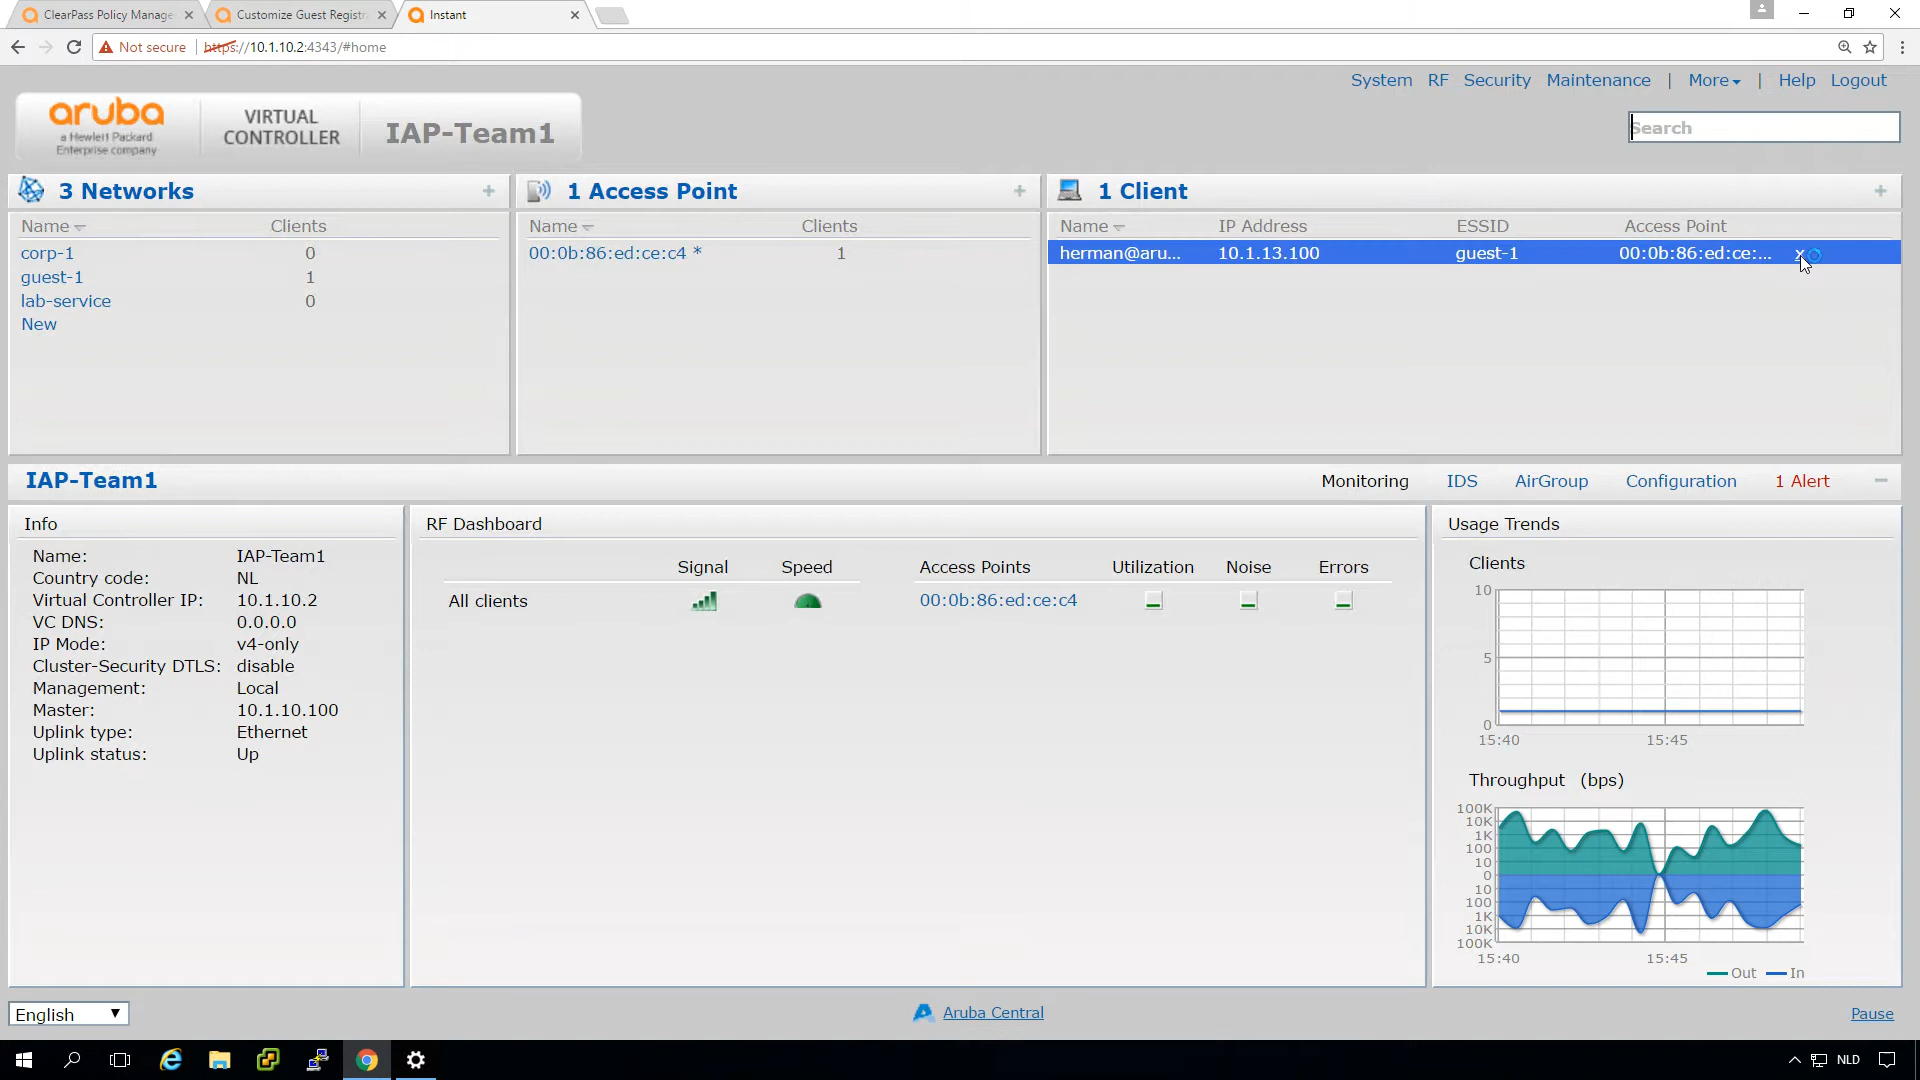 ClearPass Policy Manage
Customize Guest Registra
Instant
Not secure
https://10.1.10.2:4343/#home
System
RF
Security
Maintenance
|
More
|
Help
Logout
aruba
a Hewlett Packard
Enterprise company
VIRTUAL
CONTROLLER
IAP-Team1
Search
3 Networks
+
Name
Clients
corp-1
0
guest-1
1
lab-service
0
New
1 Access Point
+
Name
Clients
00:0b:86:ed:ce:c4 *
1
1 Client
+
Name
IP Address
ESSID
Access Point
herman@aru...
10.1.13.100
guest-1
00:0b:86:ed:ce:...
x
IAP-Team1
Monitoring
IDS
AirGroup
Configuration
1 Alert
Info
Name:
IAP-Team1
Country code:
NL
Virtual Controller IP:
10.1.10.2
VC DNS:
0.0.0.0
IP Mode:
v4-only
Cluster-Security DTLS:
disable
Management:
Local
Master:
10.1.10.100
Uplink type:
Ethernet
Uplink status:
Up
RF Dashboard
Signal
Speed
All clients
Access Points
Utilization
Noise
Errors
00:0b:86:ed:ce:c4
Usage Trends
Clients
10
5
0
15:40
15:45
Throughput (bps)
100K
10K
1K
100
10
0
10
100
1K
10K
100K
15:40
15:45
Out
In
English
Aruba Central
Pause
NLD